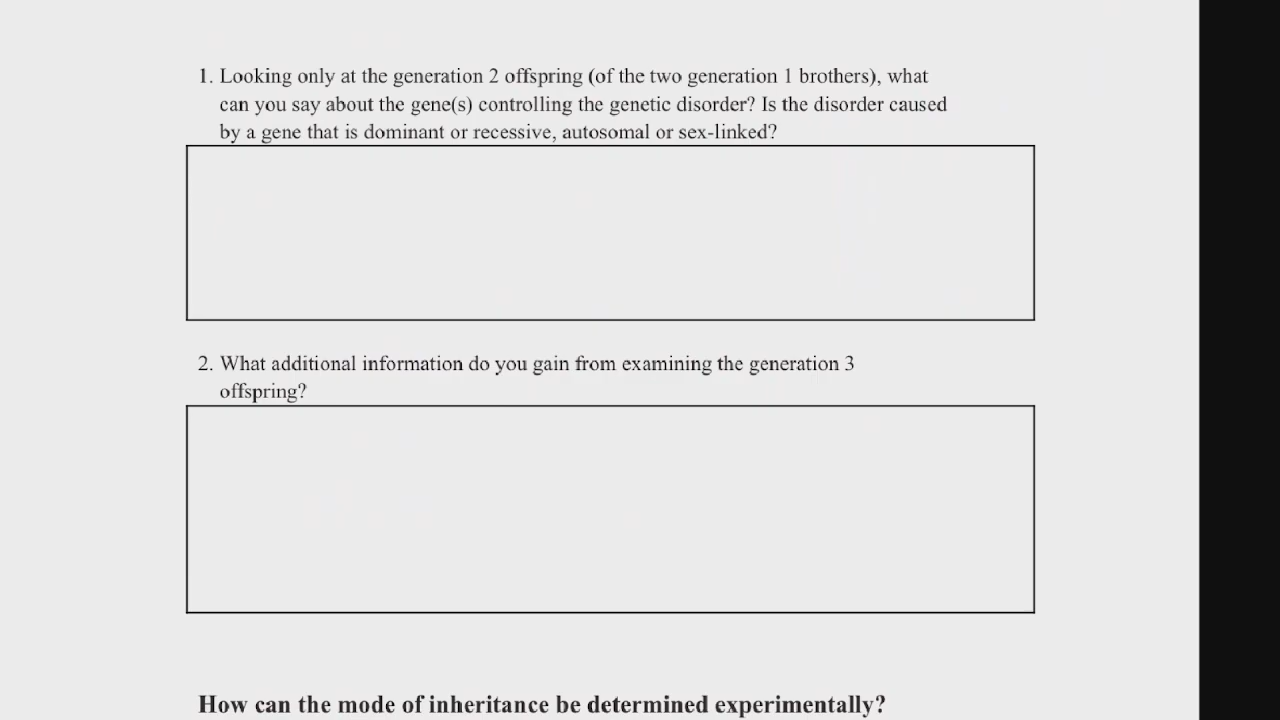 1. Looking only at the generation 2 offspring (of the two generation 1 brothers), what
can you say about the gene(s) controlling the genetic disorder? Is the disorder caused
by a gene that is dominant or recessive, autosomal or sex-linked?
2. What additional information do you gain from examining the generation 3
offspring?
How can the mode of inheritance be determined experimentally?